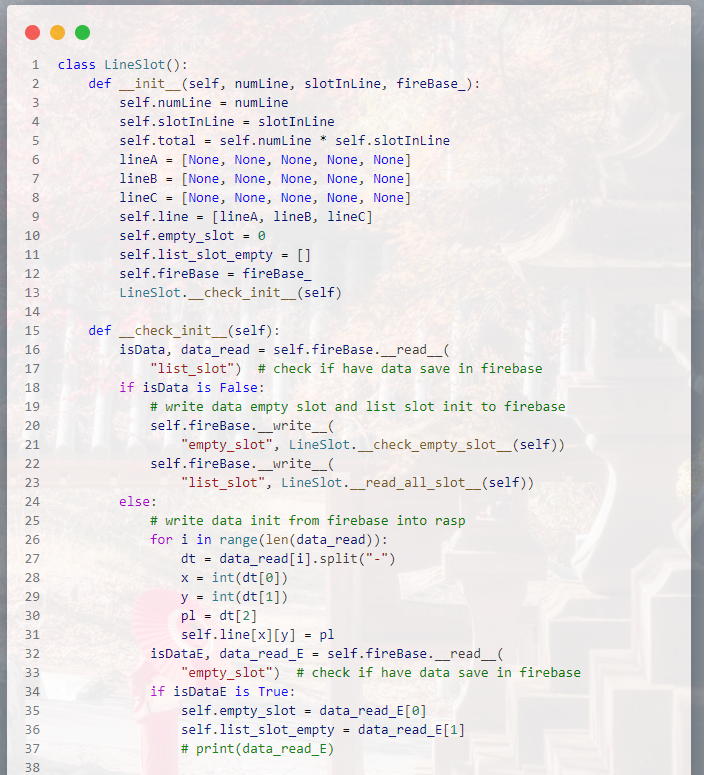 1 class LineSlot():
2     def __init__(self, numLine, slotInLine, fireBase_):
3         self.numLine = numLine
4         self.slotInLine = slotInLine
5         self.total = self.numLine * self.slotInLine
6         lineA = [None, None, None, None, None]
7         lineB = [None, None, None, None, None]
8         lineC = [None, None, None, None, None]
9         self.line = [lineA, lineB, lineC]
10         self.empty_slot = 0
11         self.list_slot_empty = []
12         self.fireBase = fireBase_
13         LineSlot.__check_init__(self)
14
15     def __check_init__(self):
16         isData, data_read = self.fireBase.__read__(
17             "list_slot")  # check if have data save in firebase
18         if isData is False:
19             # write data empty slot and list slot init to firebase
20             self.fireBase.__write__(
21                 "empty_slot", LineSlot.__check_empty_slot__(self))
22             self.fireBase.__write__(
23                 "list_slot", LineSlot.__read_all_slot__(self))
24         else:
25             # write data init from firebase into rasp
26             for i in range(len(data_read)):
27                 dt = data_read[i].split("-")
28                 x = int(dt[0])
29                 y = int(dt[1])
30                 pl = dt[2]
31                 self.line[x][y] = pl
32             isDataE, data_read_E = self.fireBase.__read__(
33                 "empty_slot")  # check if have data save in firebase
34             if isDataE is True:
35                 self.empty_slot = data_read_E[0]
36                 self.list_slot_empty = data_read_E[1]
37                 # print(data_read_E)
38